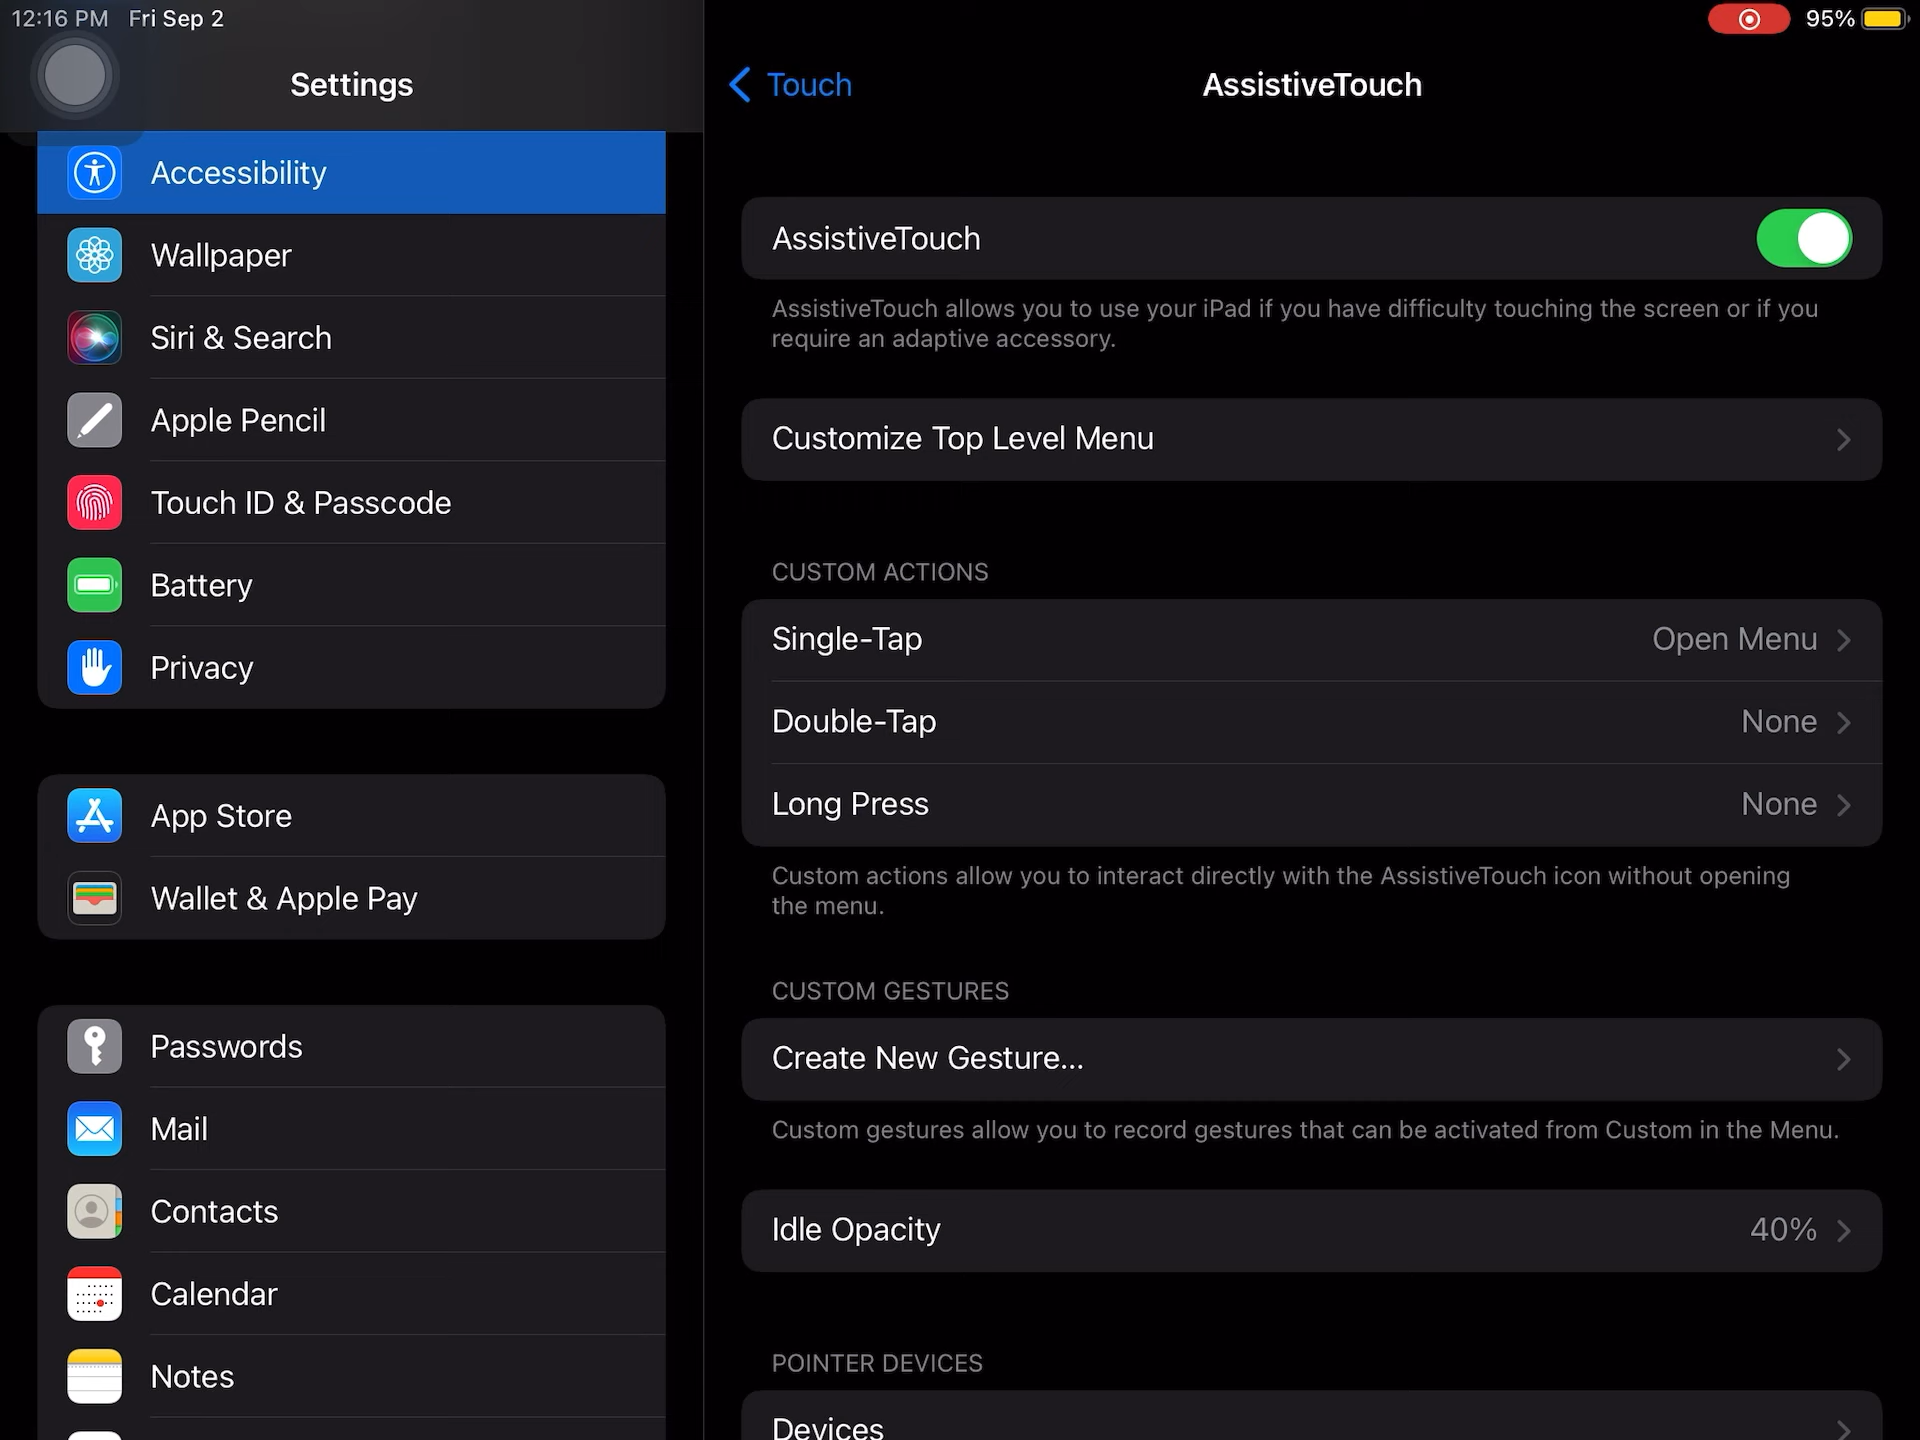 12:16 PM Fri Sep 2
95%
Settings
Accessibility
Wallpaper
Siri & Search
Apple Pencil
Touch ID & Passcode
Battery
Privacy
App Store
Wallet & Apple Pay
Passwords
Mail
Contacts
Calendar
Notes
Touch
AssistiveTouch
AssistiveTouch
AssistiveTouch allows you to use your iPad if you have difficulty touching the screen or if you
require an adaptive accessory.
Customize Top Level Menu
CUSTOM ACTIONS
Single-Tap Open Menu
Double-Tap None
Long Press None
Custom actions allow you to interact directly with the AssistiveTouch icon without opening
the menu.
CUSTOM GESTURES
Create New Gesture...
Custom gestures allow you to record gestures that can be activated from Custom in the Menu.
Idle Opacity 40%
POINTER DEVICES
Devices